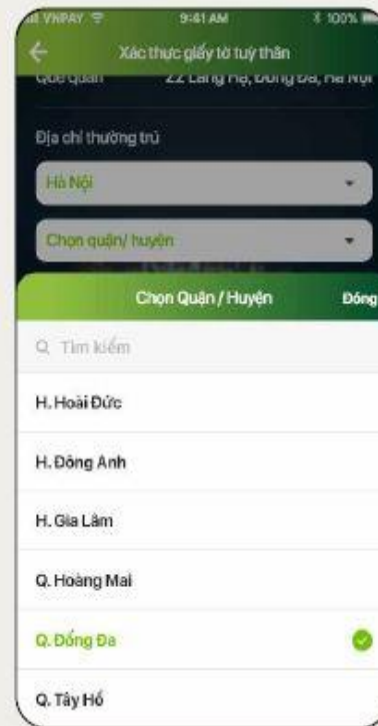 VNPAY 9:41 AM 100%
Xác thực giấy tờ tuỳ thân
Quê quán 22 Láng Hạ, Đống Đa, Hà Nội
Địa chỉ thường trú
Hà Nội
Chọn quận/ huyện
Chọn Quận / Huyện Đóng
Tìm kiếm
H. Hoài Đức
H. Đông Anh
H. Gia Lâm
Q. Hoàng Mai
Q. Đống Đa
Q. Tây Hồ